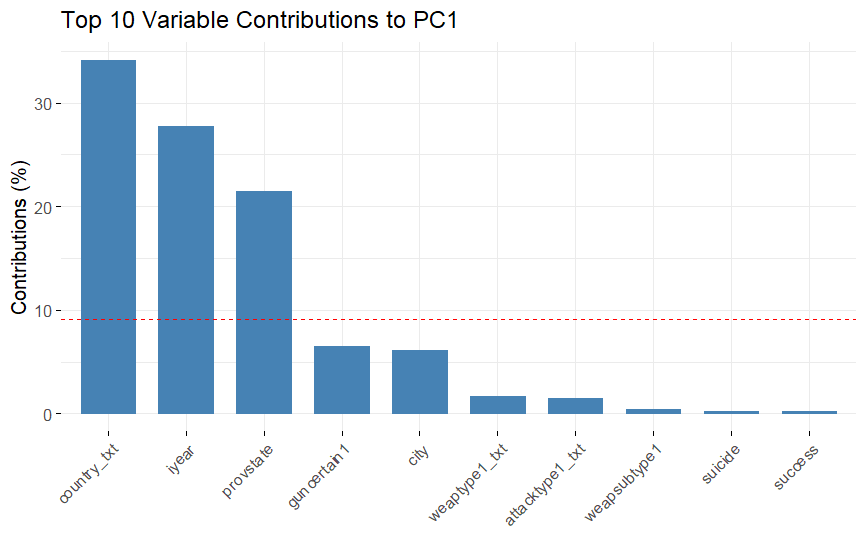 Top 10 Variable Contributions to PC1
Contributions (%)
30
20
10
0
country_txt
iyear
provstate
guncertain1
city
weaptype1_txt
attacktype1_txt
weapsubtype1
suicide
success